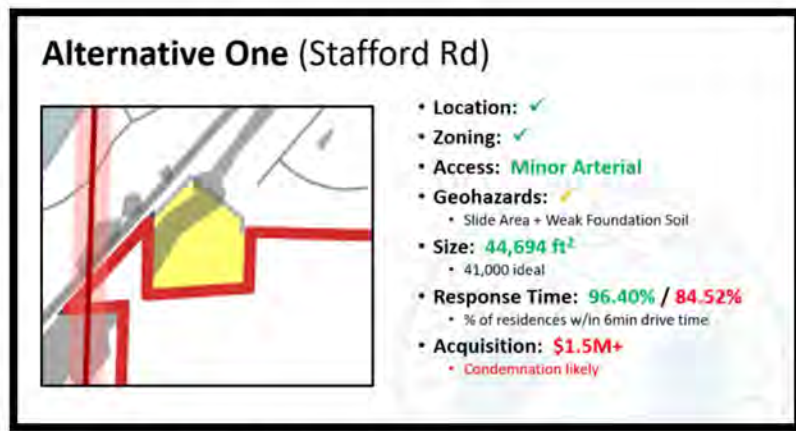 Alternative One (Stafford Rd)
• Location: ✓
• Zoning: ✓
• Access: Minor Arterial
• Geohazards: ✓
• Slide Area + Weak Foundation Soil
• Size: 44,694 ft²
• 41,000 ideal
• Response Time: 96.40% / 84.52%
• % of residences w/in 6min drive time
• Acquisition: $1.5M+
• Condemnation likely